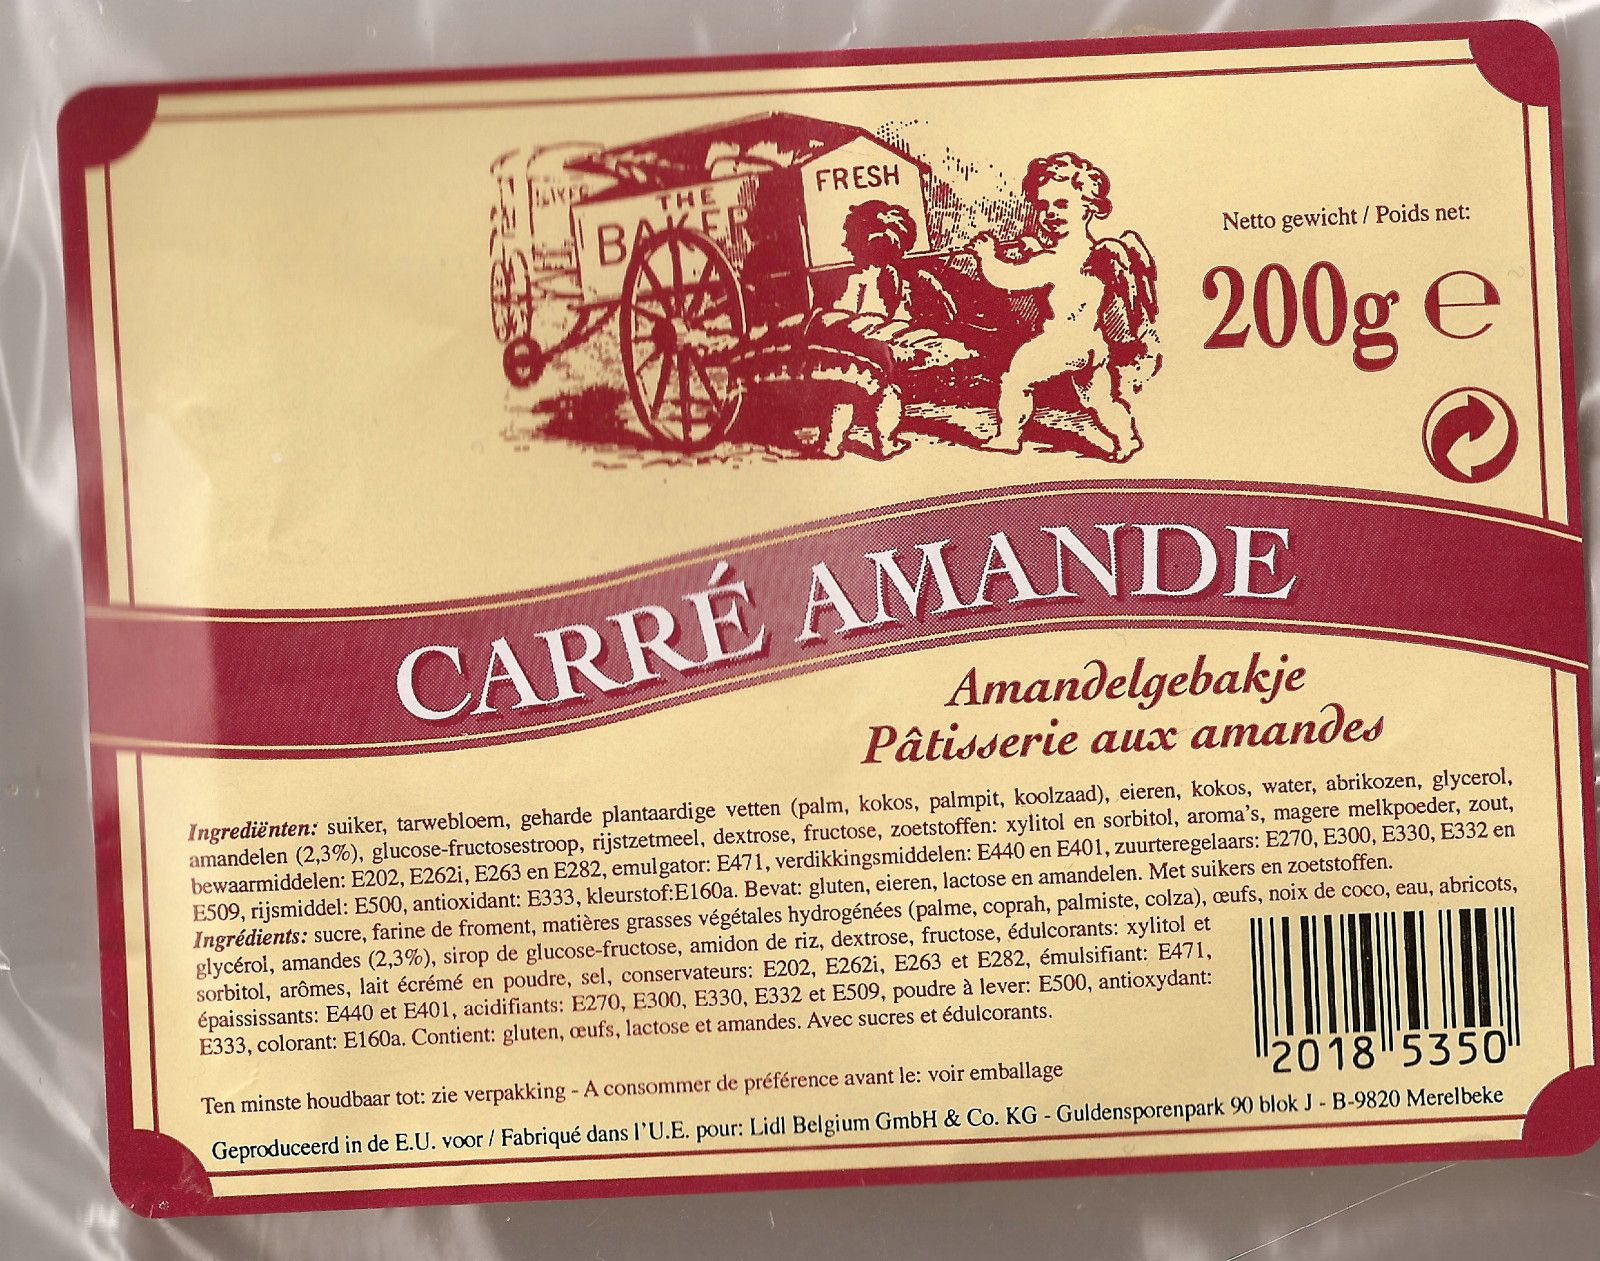 THE
BAKER
FRESH
Netto gewicht / Poids net:
200g e
CARRÉ AMANDE
Amandelgebakje
Pâtisserie aux amandes
Ingrediënten: suiker, tarwebloem, geharde plantaardige vetten (palm, kokos, palmpit, koolzaad), eieren, kokos, water, abrikozen, glycerol,
amandelen (2,3%), glucose-fructosestroop, rijstzetmeel, dextrose, fructose, zoetstoffen: xylitol en sorbitol, aroma's, magere melkpoeder, zout,
bewaarmiddelen: E202, E262i, E263 en E282, emulgator: E471, verdikkingsmiddelen: E440 en E401, zuurteregelaars: E270, E300, E330, E332 en
E509, rijsmiddel: E500, antioxidant: E333, kleurstof:E160a. Bevat: gluten, eieren, lactose en amandelen. Met suikers en zoetstoffen.
Ingrédients: sucre, farine de froment, matières grasses végétales hydrogénées (palme, coprah, palmiste, colza), œufs, noix de coco, eau, abricots,
glycérol, amandes (2,3%), sirop de glucose-fructose, amidon de riz, dextrose, fructose, édulcorants: xylitol et
sorbitol, arômes, lait écrémé en poudre, sel, conservateurs: E202, E262i, E263 et E282, émulsifiant: E471,
épaississants: E440 et E401, acidifiants: E270, E300, E330, E332 et E509, poudre à lever: E500, antioxydant:
E333, colorant: E160a. Contient: gluten, œufs, lactose et amandes. Avec sucres et édulcorants.
2018 5350
Ten minste houdbaar tot: zie verpakking - A consommer de préférence avant le: voir emballage
Geproduceerd in de E.U. voor / Fabriqué dans l'U.E. pour: Lidl Belgium GmbH & Co. KG - Guldensporenpark 90 blok J - B-9820 Merelbeke